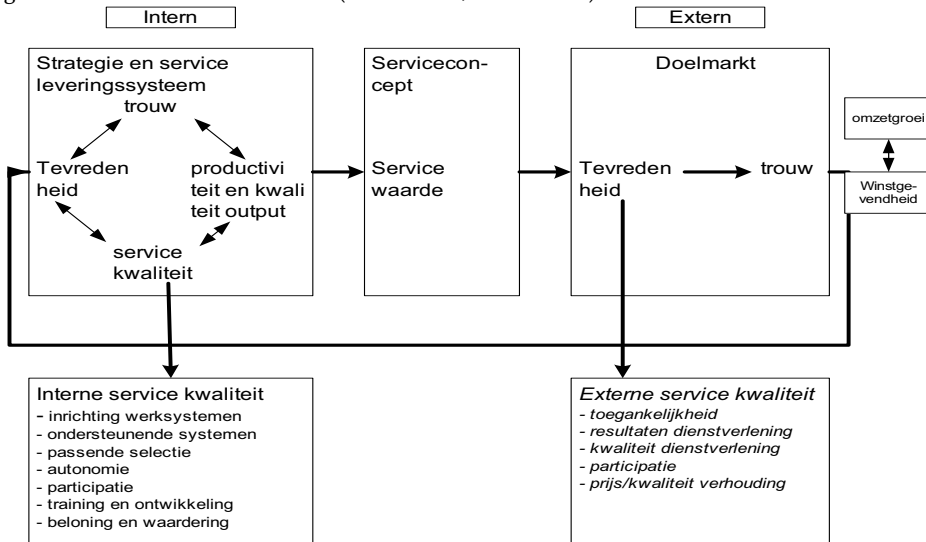 Intern
Extern
Strategie en service
leveringssysteem
trouw
Tevreden
heid
productivi
teit en kwali
teit output
service
kwaliteit
Servicecon-
cept
Service
waarde
Doelmarkt
Tevreden
heid
trouw
omzetgroei
Winstge-
vendheid
Interne service kwaliteit
- inrichting werksystemen
- ondersteunende systemen
- passende selectie
- autonomie
- participatie
- training en ontwikkeling
- beloning en waardering
Externe service kwaliteit
- toegankelijkheid
- resultaten dienstverlening
- kwaliteit dienstverlening
- participatie
- prijs/kwaliteit verhouding